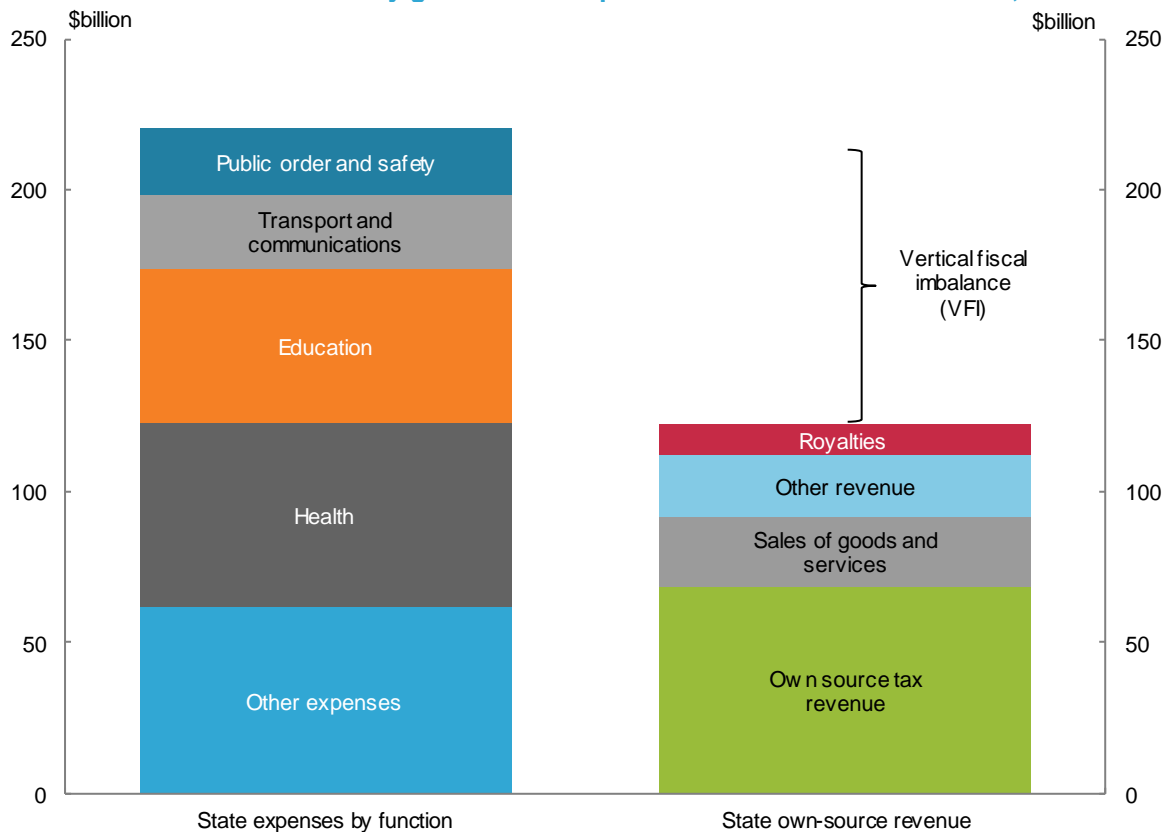 $billion
$billion
250
200
150
100
50
0
Public order and safety
Transport and
communications
Education
Health
Other expenses
Vertical fiscal
imbalance
(VFI)
Royalties
Other revenue
Sales of goods and
services
Own source tax
revenue
250
200
150
100
50
0
State expenses by function
State own-source revenue